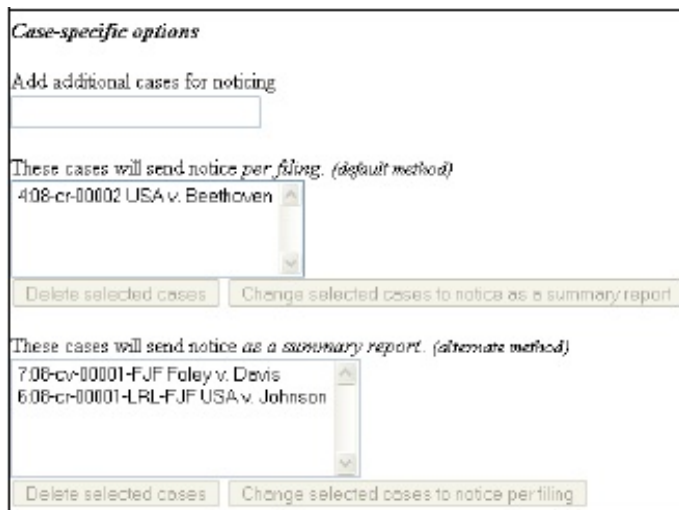 Case-specific options
Add additional cases for noticing
These cases will send notice per filing. (default method)
4:08-cr-00002 USA v. Beethoven
Delete selected cases Change selected cases to notice as a summary report
These cases will send notice as a summary report. (alternate method)
7:08-cv-00001-FJF Foley v. Davis
6:08-cr-00001-LRL-FJF USA v. Johnson
Delete selected cases Change selected cases to notice per filing